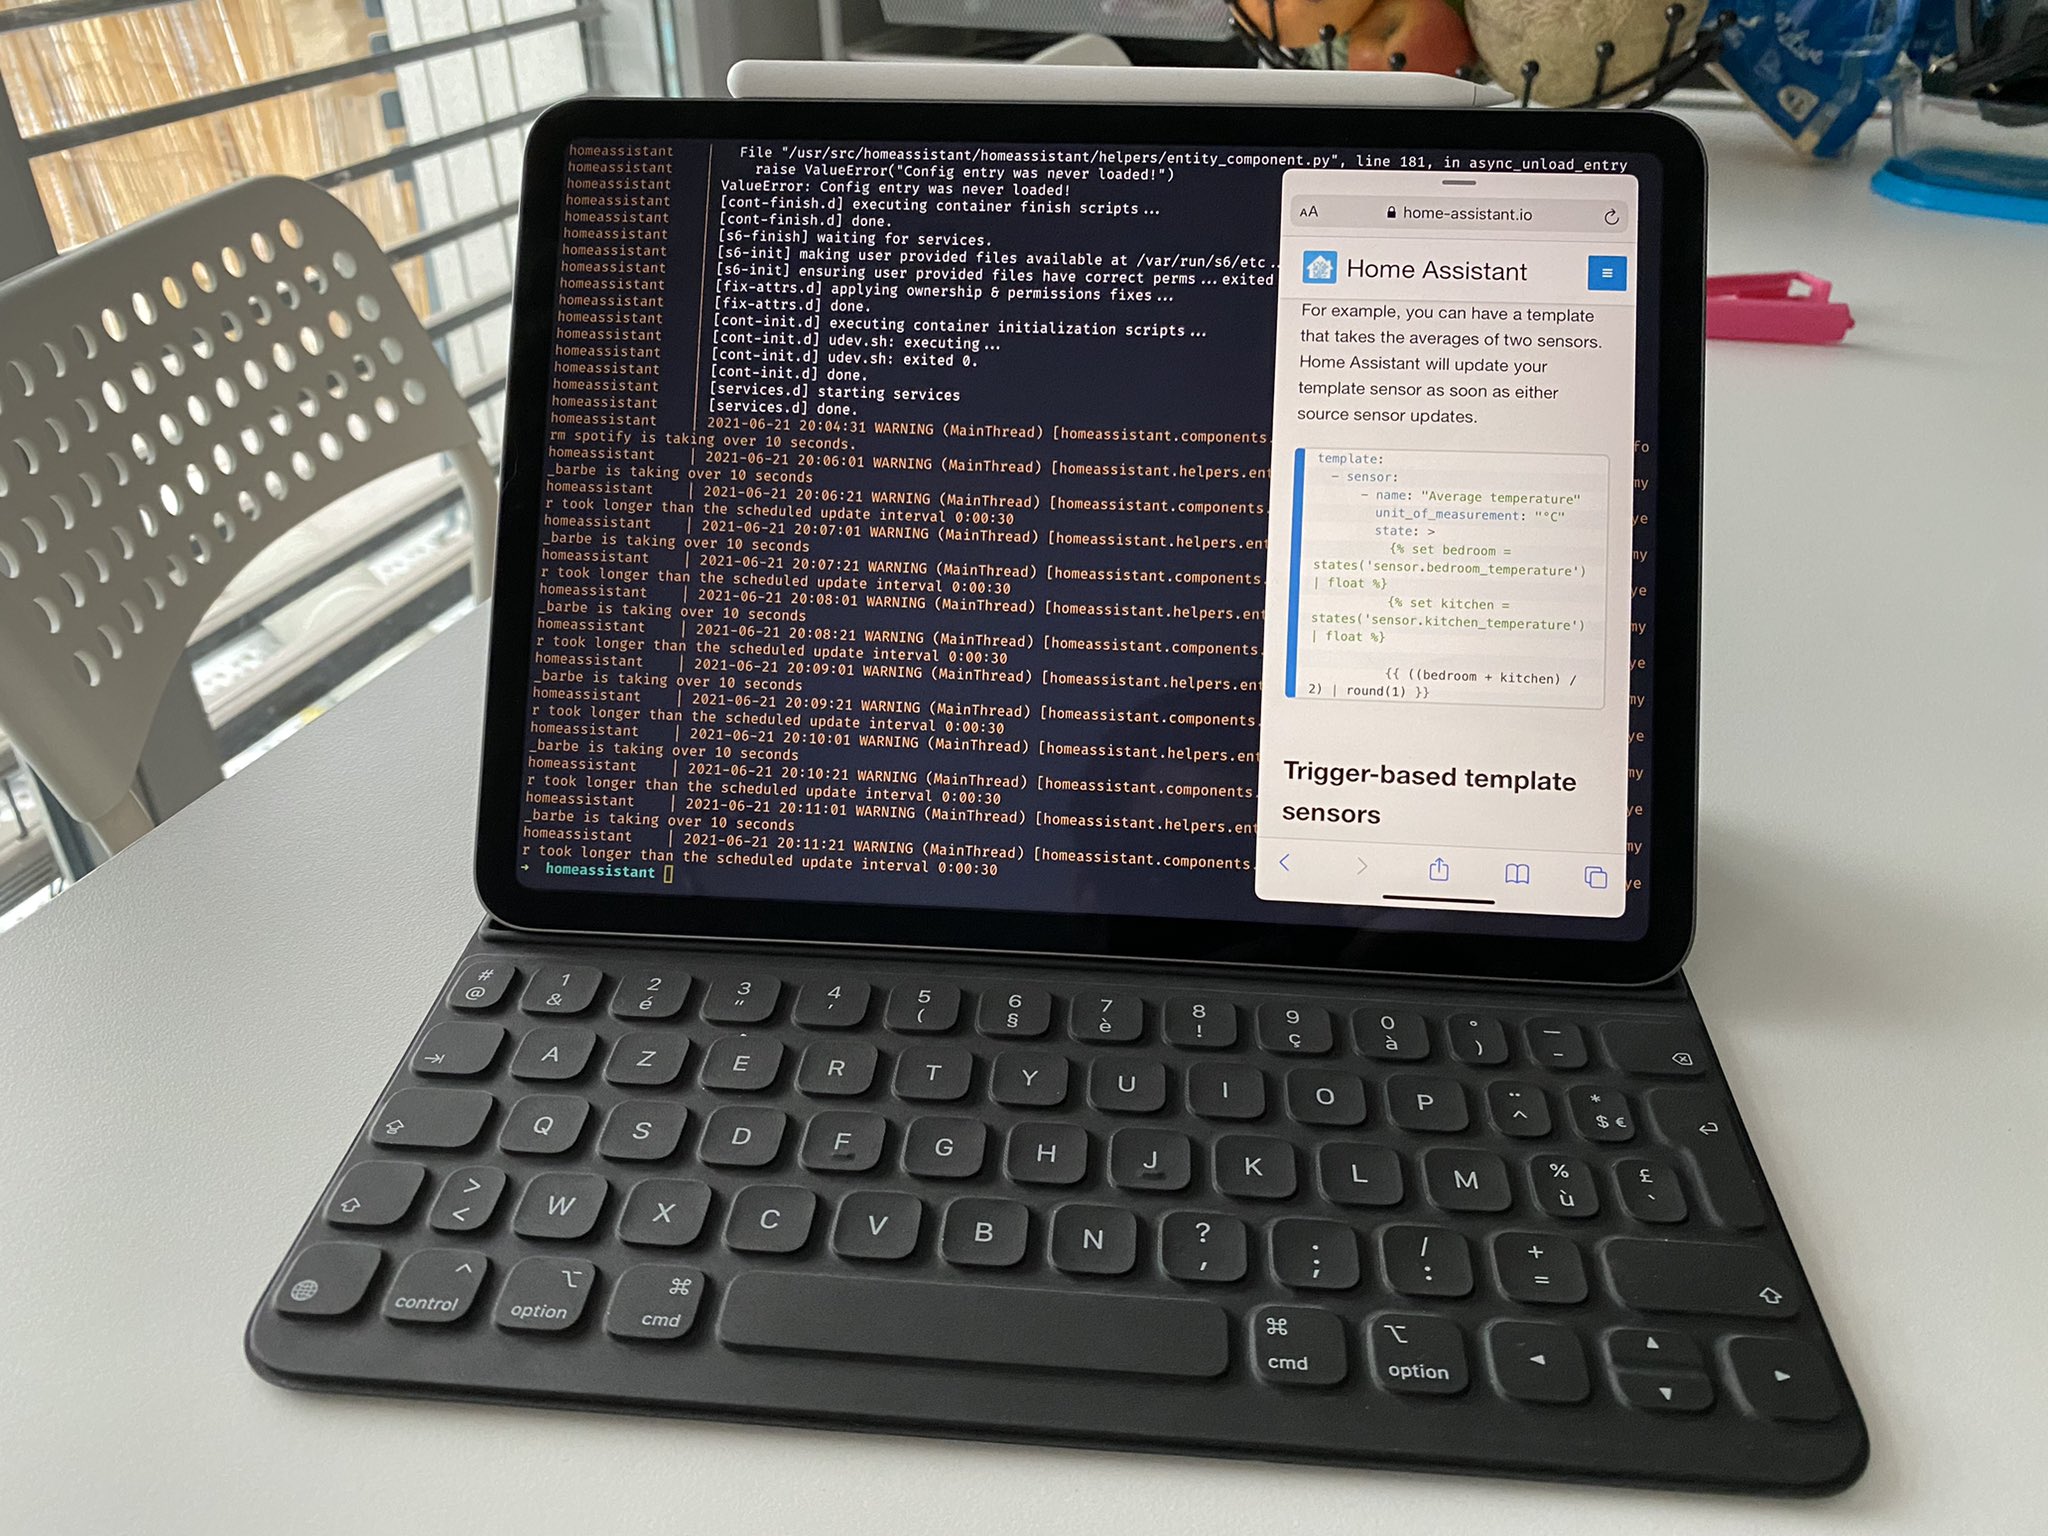 homeassistant | File "/usr/src/homeassistant/homeassistant/helpers/entity_component.py", line 181, in async_unload_entry
homeassistant | raise ValueError("Config entry was never loaded!")
homeassistant | ValueError: Config entry was never loaded!
homeassistant | [cont-finish.d] executing container finish scripts...
homeassistant | [cont-finish.d] done.
homeassistant | [s6-finish] waiting for services.
homeassistant | [s6-init] making user provided files available at /var/run/s6/etc..
homeassistant | [s6-init] ensuring user provided files have correct perms...exited
homeassistant | [fix-attrs.d] applying ownership & permissions fixes...
homeassistant | [fix-attrs.d] done.
homeassistant | [cont-init.d] executing container initialization scripts...
homeassistant | [cont-init.d] udev.sh: executing...
homeassistant | [cont-init.d] udev.sh: exited 0.
homeassistant | [cont-init.d] done.
homeassistant | [services.d] starting services
homeassistant | [services.d] done.
homeassistant | 2021-06-21 20:04:31 WARNING (MainThread) [homeassistant.components.
rm spotify is taking over 10 seconds.
homeassistant | 2021-06-21 20:06:01 WARNING (MainThread) [homeassistant.helpers.ent
_barbe is taking over 10 seconds
homeassistant | 2021-06-21 20:06:21 WARNING (MainThread) [homeassistant.components.
r took longer than the scheduled update interval 0:00:30
homeassistant | 2021-06-21 20:07:01 WARNING (MainThread) [homeassistant.helpers.ent
_barbe is taking over 10 seconds
homeassistant | 2021-06-21 20:07:21 WARNING (MainThread) [homeassistant.components.
r took longer than the scheduled update interval 0:00:30
homeassistant | 2021-06-21 20:08:01 WARNING (MainThread) [homeassistant.helpers.ent
_barbe is taking over 10 seconds
homeassistant | 2021-06-21 20:08:21 WARNING (MainThread) [homeassistant.components.
r took longer than the scheduled update interval 0:00:30
homeassistant | 2021-06-21 20:09:01 WARNING (MainThread) [homeassistant.helpers.ent
_barbe is taking over 10 seconds
homeassistant | 2021-06-21 20:09:21 WARNING (MainThread) [homeassistant.components.
r took longer than the scheduled update interval 0:00:30
homeassistant | 2021-06-21 20:10:01 WARNING (MainThread) [homeassistant.helpers.ent
_barbe is taking over 10 seconds
homeassistant | 2021-06-21 20:10:21 WARNING (MainThread) [homeassistant.components.
r took longer than the scheduled update interval 0:00:30
homeassistant | 2021-06-21 20:11:01 WARNING (MainThread) [homeassistant.helpers.ent
_barbe is taking over 10 seconds
homeassistant | 2021-06-21 20:11:21 WARNING (MainThread) [homeassistant.components.
r took longer than the scheduled update interval 0:00:30
→ homeassistant
AA home-assistant.io
Home Assistant
For example, you can have a template
that takes the averages of two sensors.
Home Assistant will update your
template sensor as soon as either
source sensor updates.
template:
- sensor:
- name: "Average temperature"
unit_of_measurement: "°C"
state: >
{% set bedroom =
states('sensor.bedroom_temperature')
| float %}
{% set kitchen =
states('sensor.kitchen_temperature')
| float %}
{{ ((bedroom + kitchen) /
2) | round(1) }}
Trigger-based template
sensors
fo
my
ye
my
ye
my
ye
my
ye
my
ye
my
ye
# 1 2 3 4 5 6 7 8 9 0 ° _
@ & é " ' ( § è ! ç à ) -
A Z E R T Y U I O P ¨ ^ * $ €
Q S D F G H J K L M % ù £ `
> < W X C V B N ? , . ; / : + =
control option cmd cmd option